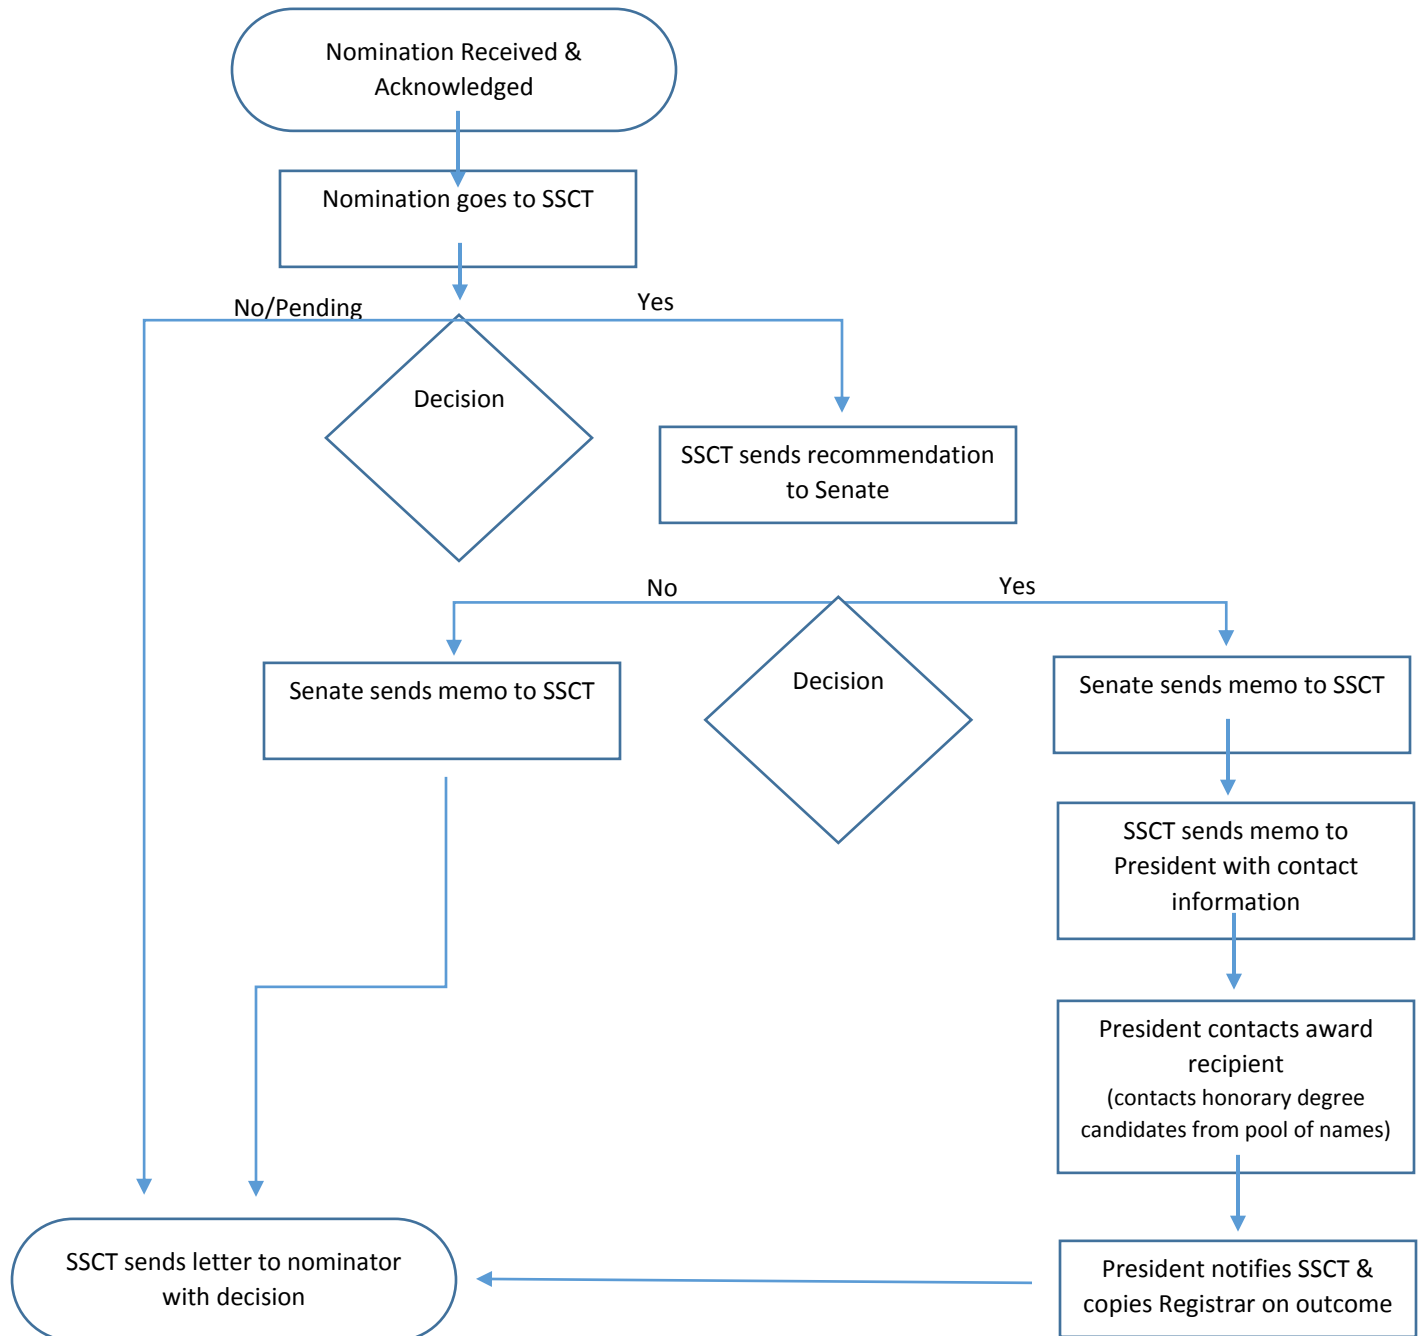 Nomination Received &
Acknowledged
Nomination goes to SSCT
No/Pending
Yes
Decision
SSCT sends recommendation
to Senate
No
Yes
Senate sends memo to SSCT
Decision
Senate sends memo to SSCT
SSCT sends memo to
President with contact
information
President contacts award
recipient
(contacts honorary degree
candidates from pool of names)
SSCT sends letter to nominator
with decision
President notifies SSCT &
copies Registrar on outcome